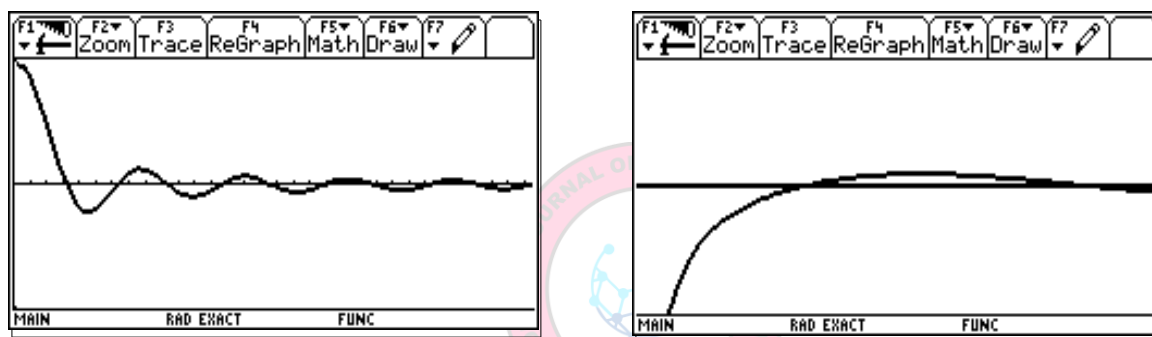 F1 F2 F3 F4 F5 F6 F7
Zoom Trace ReGraph Math Draw
MAIN RAD EXACT FUNC
F1 F2 F3 F4 F5 F6 F7
Zoom Trace ReGraph Math Draw
MAIN RAD EXACT FUNC
JOURNAL O